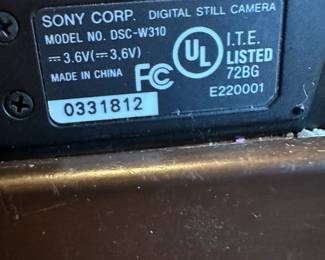 SONY CORP. DIGITAL STILL CAMERA
MODEL NO. DSC-W310
⎓3.6V(⎓3,6V)
MADE IN CHINA
FC
0331812
UL
®
I.T.E.
LISTED
72BG
E220001